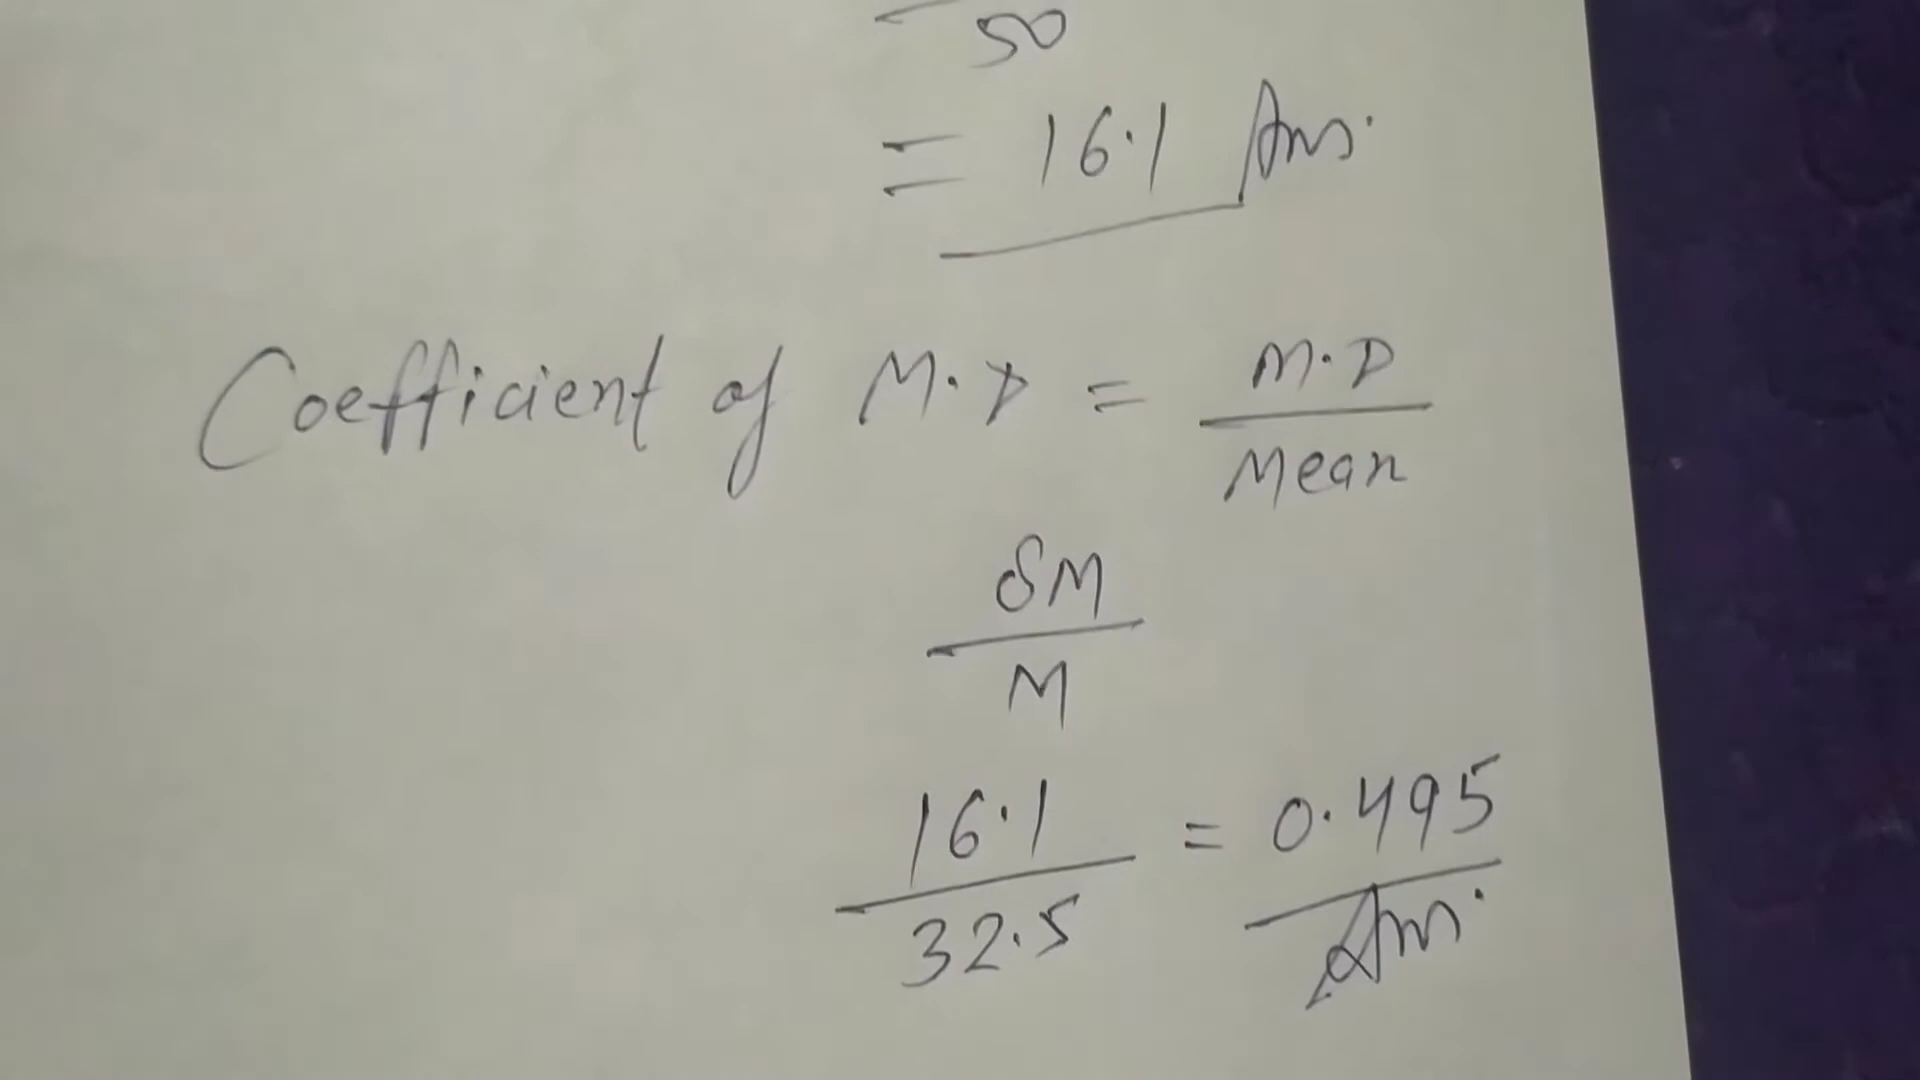 50
= 16.1 Ans.
Coefficient of M.D = M.D / Mean
δM / M
16.1 / 32.5 = 0.495
Ans.